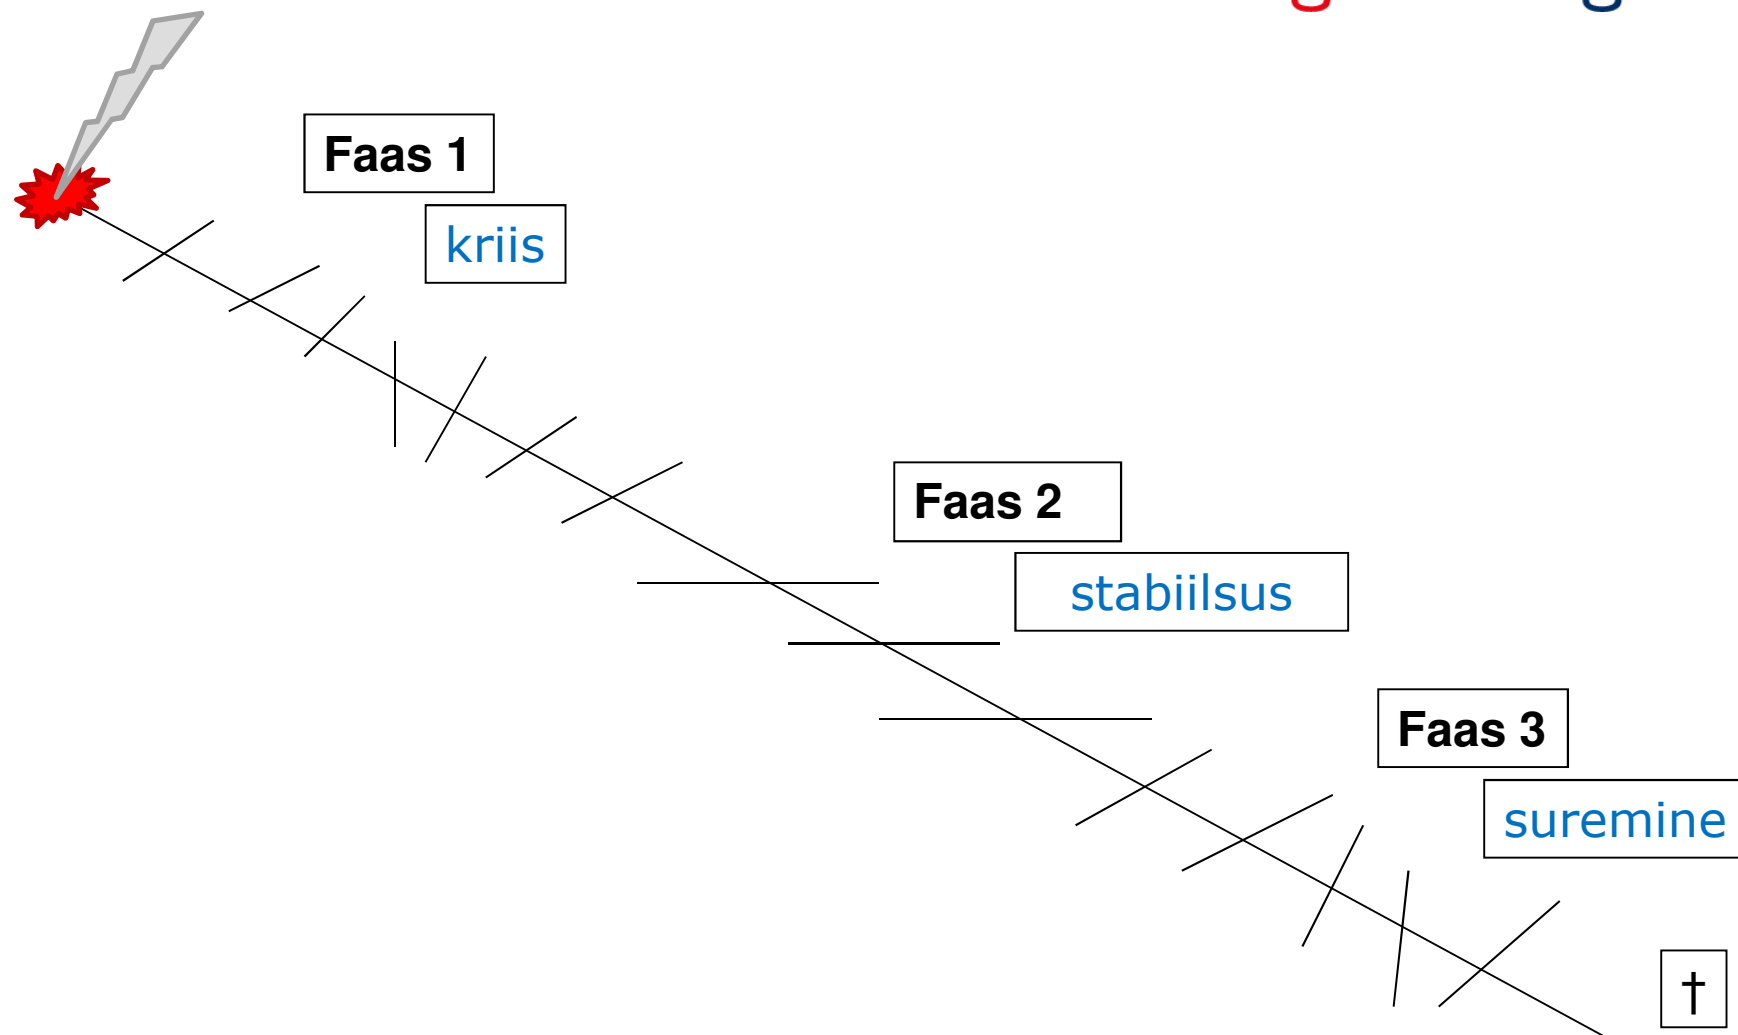 Faas 1
kriis
Faas 2
stabiilsus
Faas 3
suremine
†